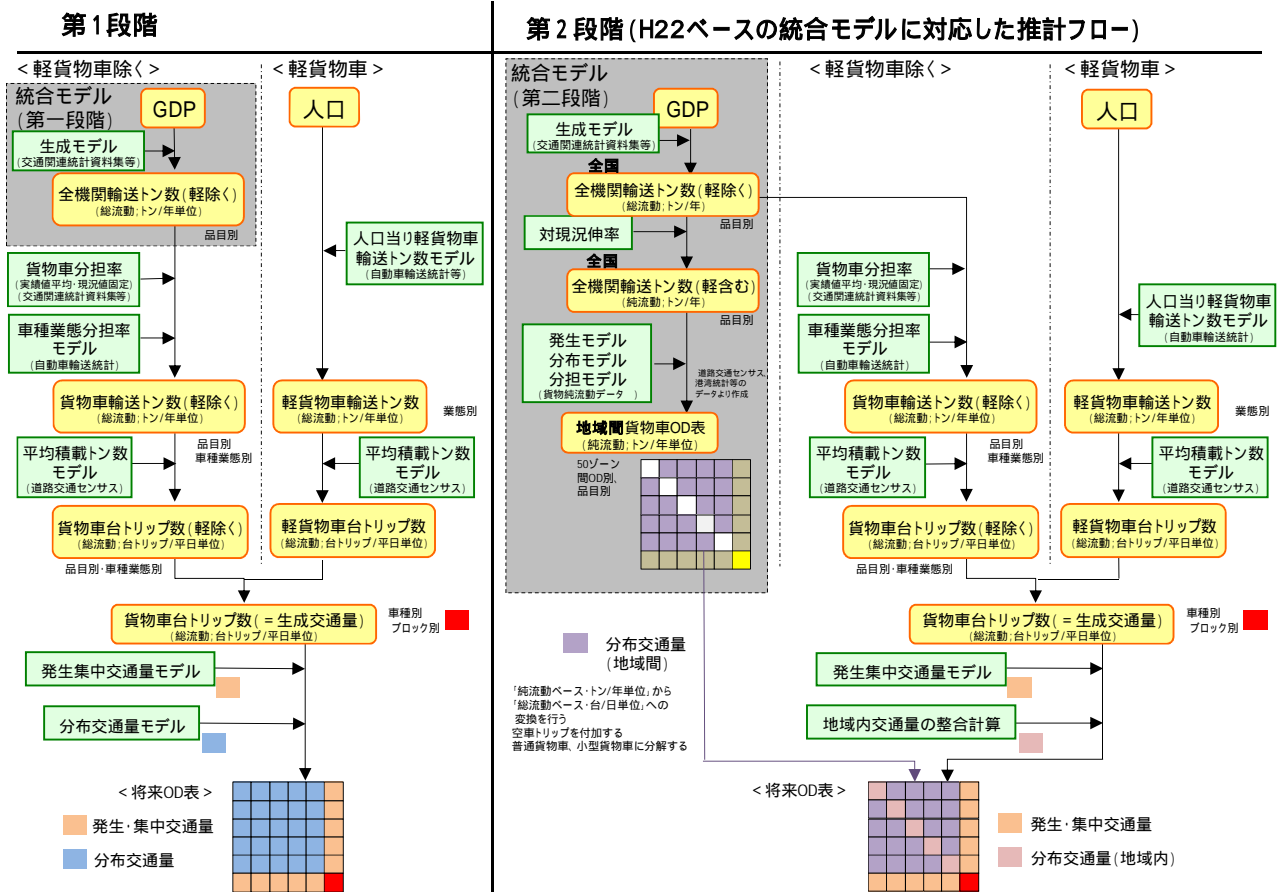 第1段階
<軽貨物車除く>
<軽貨物車>
統合モデル
(第一段階)
GDP
人口
生成モデル
(交通関連統計資料集等)
全機関輸送トン数(軽除く)
(総流動;トン/年単位)
品目別
人口当り軽貨物車
輸送トン数モデル
(自動車輸送統計等)
貨物車分担率
(実績値平均・現況値固定)
(交通関連統計資料集等)
車種業態分担率
モデル
(自動車輸送統計)
貨物車輸送トン数(軽除く)
(総流動;トン/年単位)
品目別
車種業態別
軽貨物車輸送トン数
(総流動;トン/年単位)
業態別
平均積載トン数
モデル
(道路交通センサス)
平均積載トン数
モデル
(道路交通センサス)
貨物車台トリップ数(軽除く)
(総流動;台トリップ/平日単位)
品目別・車種業態別
軽貨物車台トリップ数
(総流動;台トリップ/平日単位)
貨物車台トリップ数(=生成交通量)
(総流動;台トリップ/平日単位)
車種別
ブロック別
発生集中交通量モデル
分布交通量モデル
<将来OD表>
発生・集中交通量
分布交通量
第2段階(H22ベースの統合モデルに対応した推計フロー)
統合モデル
(第二段階)
<軽貨物車除く>
<軽貨物車>
GDP
人口
生成モデル
(交通関連統計資料集等)
全国
全機関輸送トン数(軽除く)
(総流動;トン/年)
品目別
対現況伸率
全国
全機関輸送トン数(軽含む)
(純流動;トン/年)
品目別
発生モデル
分布モデル
分担モデル
(貨物純流動データ)
道路交通センサス、
港湾統計等の
データより作成
地域間貨物車OD表
(純流動;トン/年単位)
50ゾーン
間OD別、
品目別
貨物車分担率
(実績値平均・現況値固定)
(交通関連統計資料集等)
車種業態分担率
モデル
(自動車輸送統計)
人口当り軽貨物車
輸送トン数モデル
(自動車輸送統計)
貨物車輸送トン数(軽除く)
(総流動;トン/年単位)
品目別
車種業態別
軽貨物車輸送トン数
(総流動;トン/年単位)
業態別
平均積載トン数
モデル
(道路交通センサス)
平均積載トン数
モデル
(道路交通センサス)
貨物車台トリップ数(軽除く)
(総流動;台トリップ/平日単位)
品目別・車種業態別
軽貨物車台トリップ数
(総流動;台トリップ/平日単位)
貨物車台トリップ数(=生成交通量)
(総流動;台トリップ/平日単位)
車種別
ブロック別
分布交通量
(地域間)
「純流動ベース・トン/年単位」から
「総流動ベース・台/日単位」への
変換を行う
空車トリップを付加する
普通貨物車、小型貨物車に分解する
発生集中交通量モデル
地域内交通量の整合計算
<将来OD表>
発生・集中交通量
分布交通量(地域内)